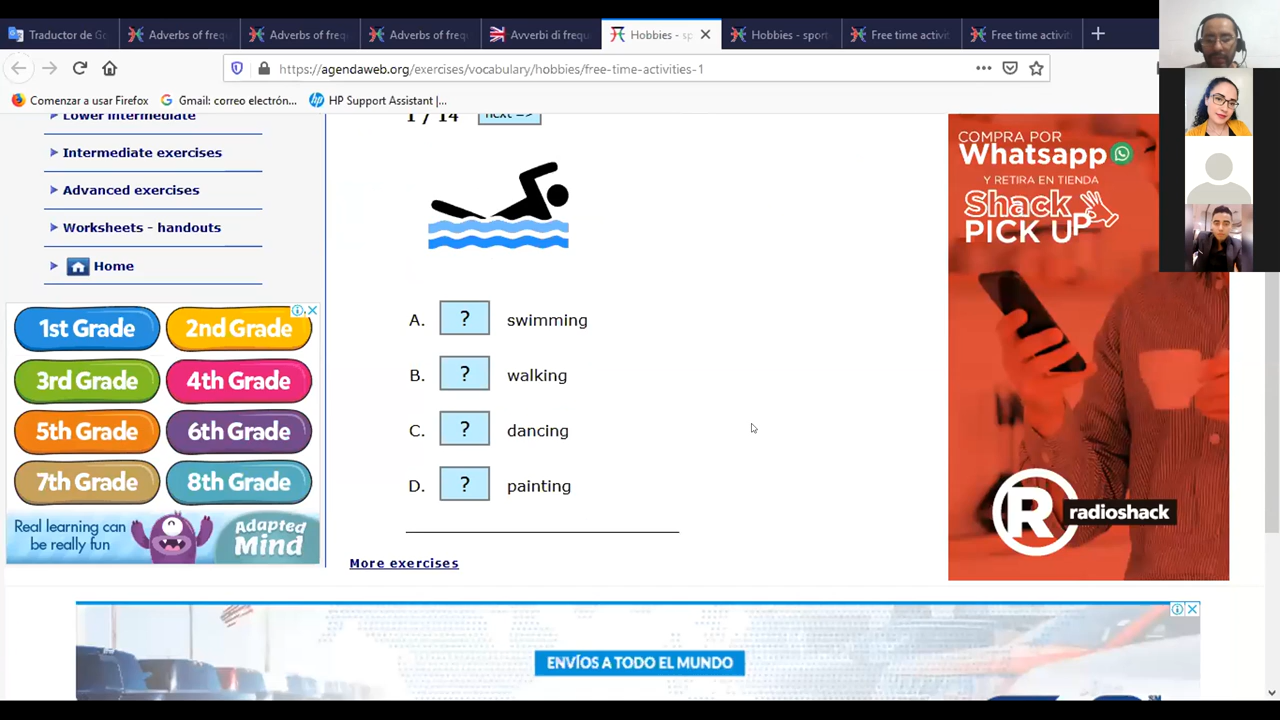 Traductor de Go
Adverbs of freq
Adverbs of freq
Adverbs of freq
Avverbi di frequ
Hobbies - sp
Hobbies - sport
Free time activit
Free time activit
https://agendaweb.org/exercises/vocabulary/hobbies/free-time-activities-1
Comenzar a usar Firefox
Gmail: correo electrón...
HP Support Assistant |...
Lower intermediate
Intermediate exercises
Advanced exercises
Worksheets - handouts
Home
1st Grade
2nd Grade
3rd Grade
4th Grade
5th Grade
6th Grade
7th Grade
8th Grade
Real learning can
be really fun
Adapted
Mind
1 / 14
next =>
A. ? swimming
B. ? walking
C. ? dancing
D. ? painting
More exercises
COMPRA POR
Whatsapp
Y RETIRA EN TIENDA
Shack
PICK UP
R radioshack
ENVÍOS A TODO EL MUNDO